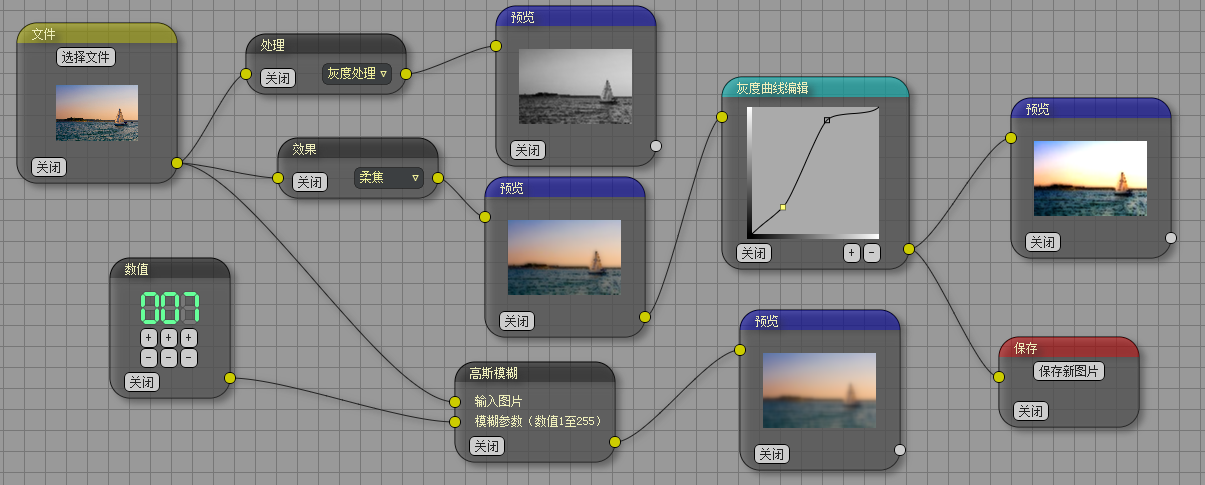 文件
选择文件
关闭
处理
关闭
灰度处理
预览
关闭
效果
关闭
柔焦
预览
关闭
数值
007
+ + +
− − −
关闭
高斯模糊
输入图片
模糊参数（数值1至255）
关闭
灰度曲线编辑
关闭
+ −
预览
关闭
预览
关闭
保存
保存新图片
关闭